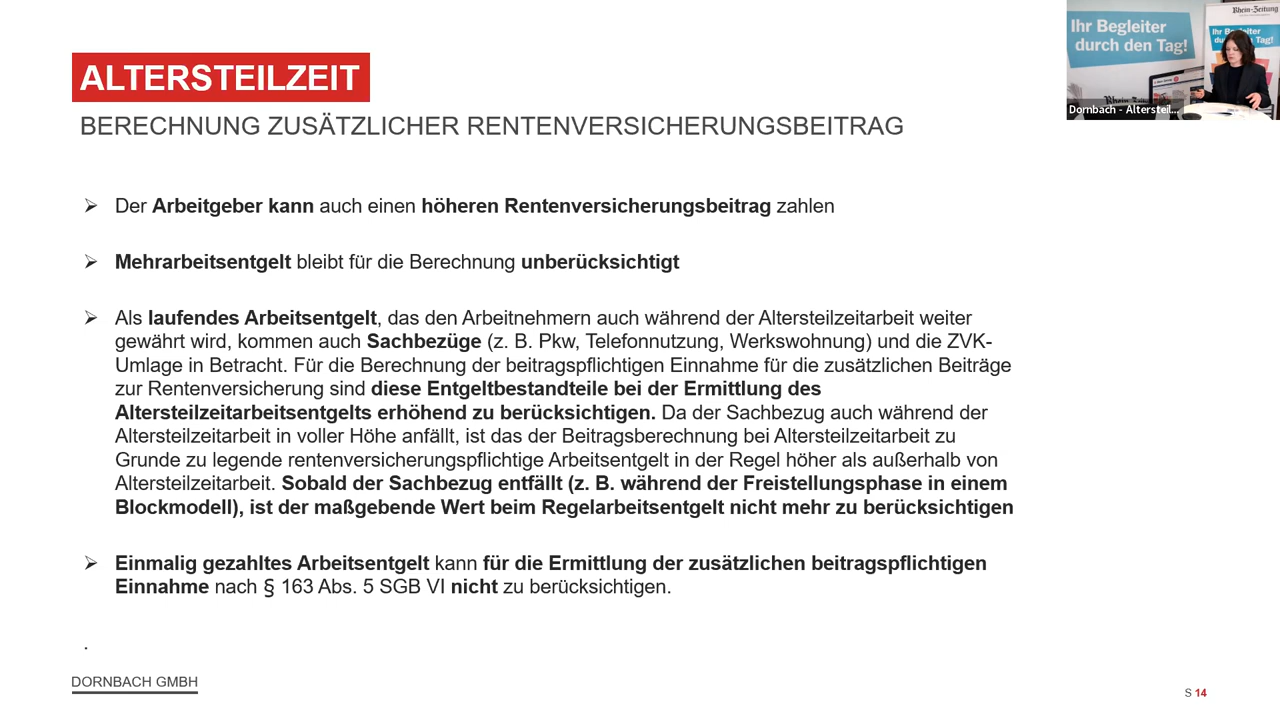 ALTERSTEILZEIT
BERECHNUNG ZUSÄTZLICHER RENTENVERSICHERUNGSBEITRAG
Der Arbeitgeber kann auch einen höheren Rentenversicherungsbeitrag zahlen
Mehrarbeitsentgelt bleibt für die Berechnung unberücksichtigt
Als laufendes Arbeitsentgelt, das den Arbeitnehmern auch während der Altersteilzeitarbeit weiter
gewährt wird, kommen auch Sachbezüge (z. B. Pkw, Telefonnutzung, Werkswohnung) und die ZVK-
Umlage in Betracht. Für die Berechnung der beitragspflichtigen Einnahme für die zusätzlichen Beiträge
zur Rentenversicherung sind diese Entgeltbestandteile bei der Ermittlung des
Altersteilzeitarbeitsentgelts erhöhend zu berücksichtigen. Da der Sachbezug auch während der
Altersteilzeitarbeit in voller Höhe anfällt, ist das der Beitragsberechnung bei Altersteilzeitarbeit zu
Grunde zu legende rentenversicherungspflichtige Arbeitsentgelt in der Regel höher als außerhalb von
Altersteilzeitarbeit. Sobald der Sachbezug entfällt (z. B. während der Freistellungsphase in einem
Blockmodell), ist der maßgebende Wert beim Regelarbeitsentgelt nicht mehr zu berücksichtigen
Einmalig gezahltes Arbeitsentgelt kann für die Ermittlung der zusätzlichen beitragspflichtigen
Einnahme nach § 163 Abs. 5 SGB VI nicht zu berücksichtigen.
.
DORNBACH GMBH
S 14
Ihr Begleiter
durch den Tag!
Rhein-Zeitung
Ihr Begleiter
Dornbach - Altersteil...